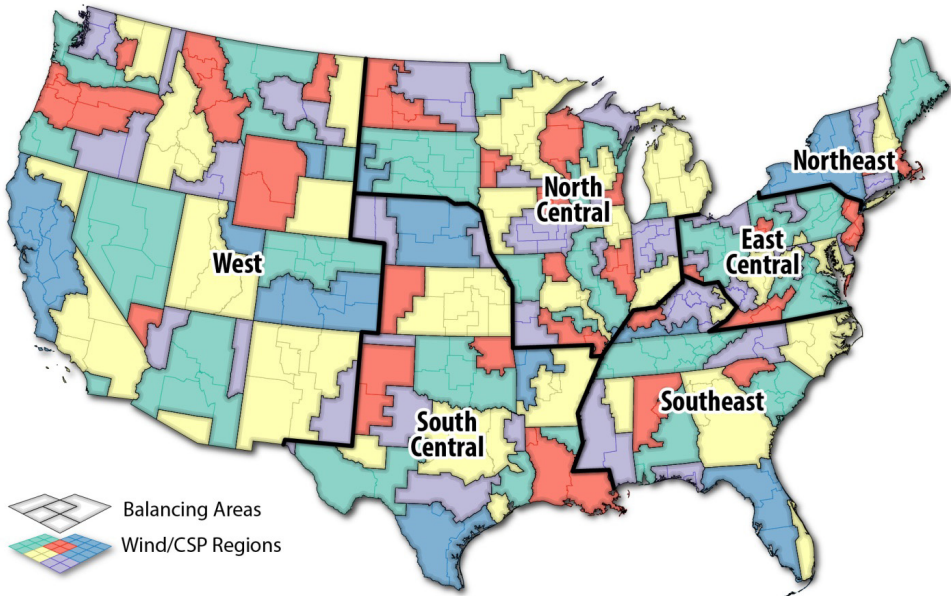 Northeast
North
Central
East
Central
West
Southeast
South
Central
Balancing Areas
Wind/CSP Regions